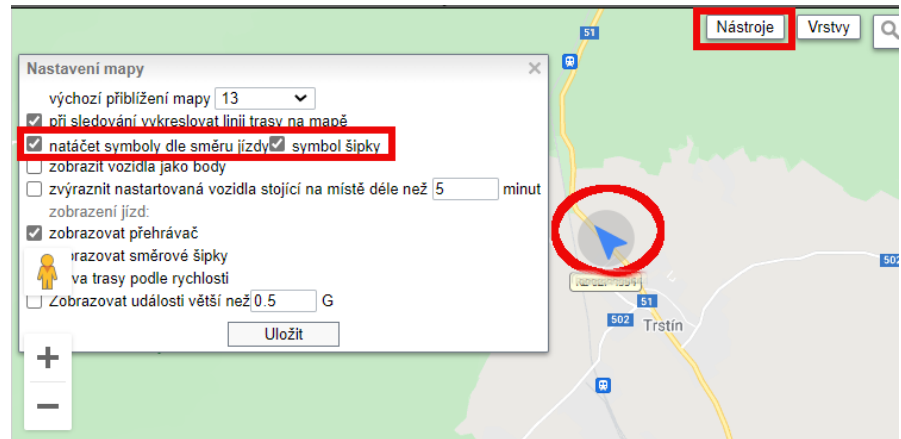 51
Nástroje
Vrstvy
Nastavení mapy
výchozí přiblížení mapy 13
při sledování vykreslovat linii trasy na mapě
natáčet symboly dle směru jízdy symbol šipky
zobrazit vozidla jako body
zvýraznit nastartovaná vozidla stojící na místě déle než 5 minut
zobrazení jízd:
zobrazovat přehrávač
brazovat směrové šipky
va trasy podle rychlosti
Zobrazovat události větší než 0.5 G
Uložit
502
51
502
Trstín